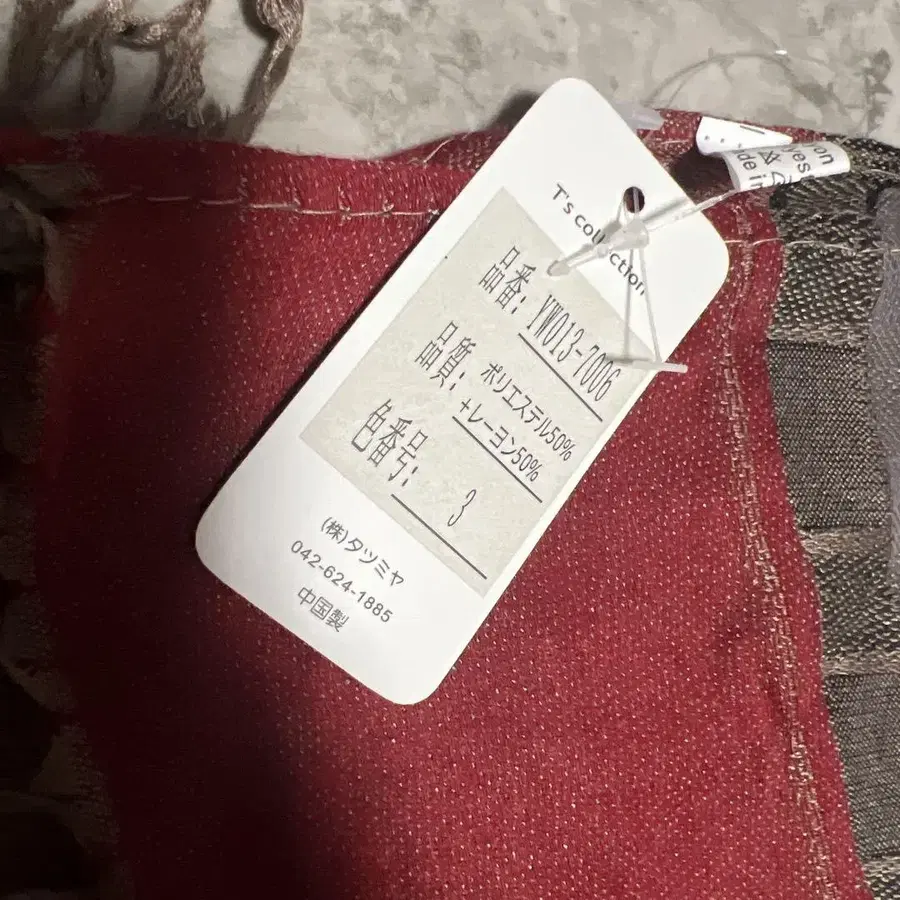 T's collection
品番: YW013-7006
品質: ポリエステル50%
+レーヨン50%
色番号: 3
(株)タツミヤ
042-624-1885
中国製